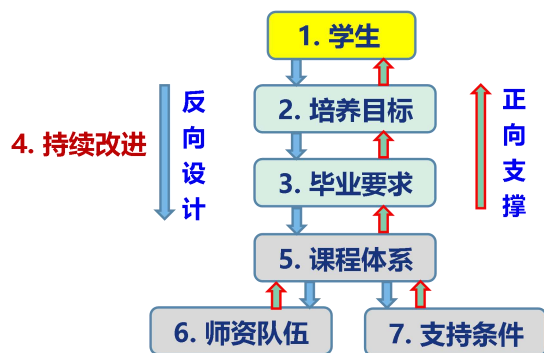 1. 学生
2. 培养目标
3. 毕业要求
4. 持续改进
反向设计
正向支撑
5. 课程体系
6. 师资队伍
7. 支持条件